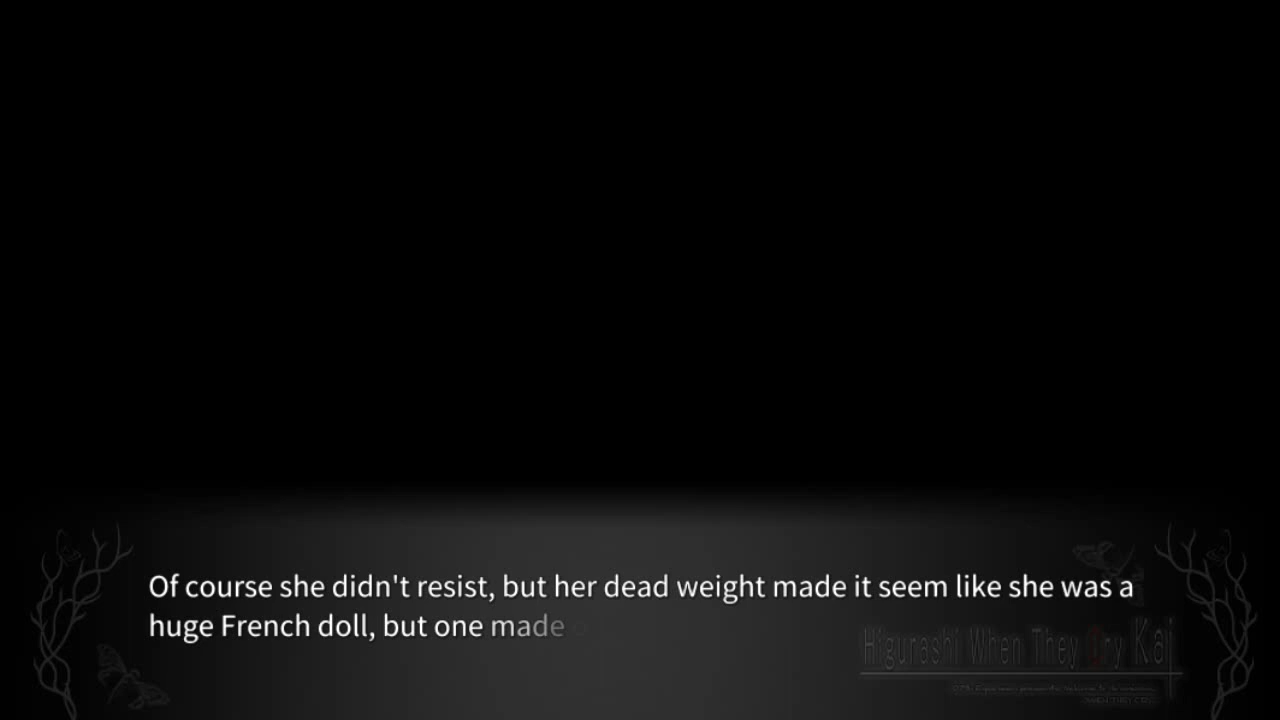 Of course she didn't resist, but her dead weight made it seem like she was a
huge French doll, but one made o
Higurashi When They Cry Kai